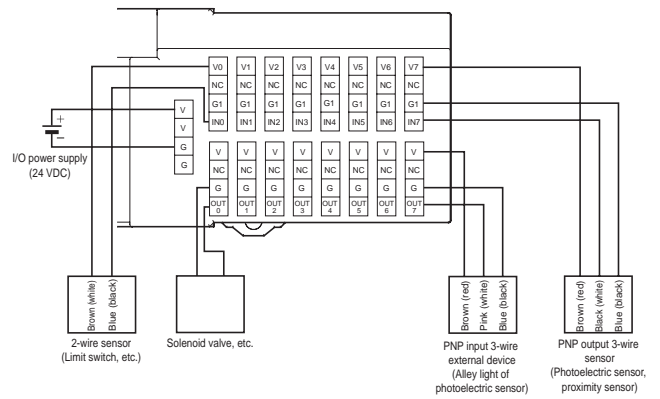 V0 V1 V2 V3 V4 V5 V6 V7
NC NC NC NC NC NC NC NC
G1 G1 G1 G1 G1 G1 G1 G1
IN0 IN1 IN2 IN3 IN4 IN5 IN6 IN7
V
V
G
G
+
−
I/O power supply
(24 VDC)
V V V V V V V V
NC NC NC NC NC NC NC NC
G G G G G G G G
OUT OUT OUT OUT OUT OUT OUT OUT
0 1 2 3 4 5 6 7
Brown (white)
Blue (black)
2-wire sensor
(Limit switch, etc.)
Solenoid valve, etc.
Brown (red)
Pink (white)
Blue (black)
PNP input 3-wire
external device
(Alley light of
photoelectric sensor)
Brown (red)
Black (white)
Blue (black)
PNP output 3-wire
sensor
(Photoelectric sensor,
proximity sensor)